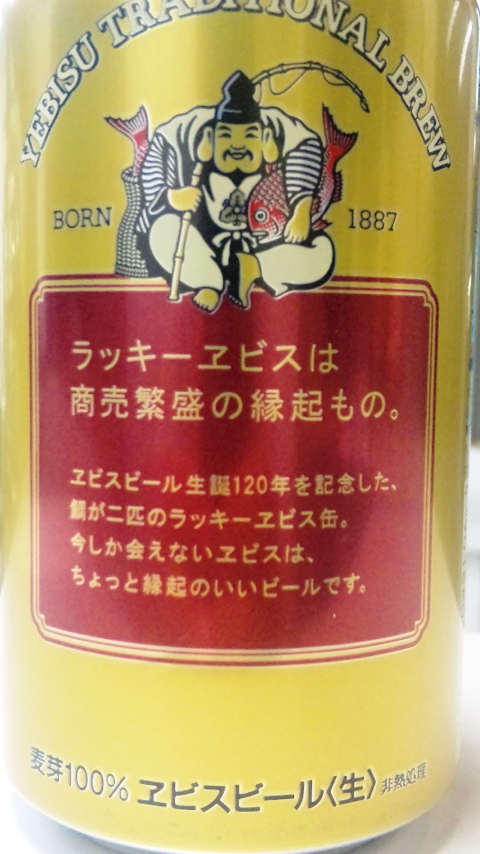 YEBISU TRADITIONAL BREW
BORN 1887
ラッキーヱビスは
商売繁盛の縁起もの。
ヱビスビール生誕120年を記念した、
鯛が二匹のラッキーヱビス缶。
今しか会えないヱビスは、
ちょっと縁起のいいビールです。
麦芽100% ヱビスビール〈生〉非熱処理